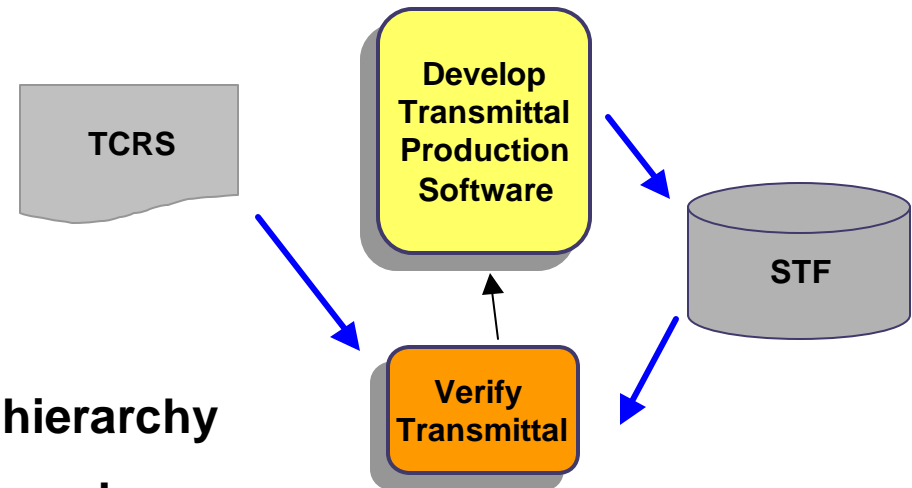 Develop
Transmittal
Production
Software
TCRS
STF
Verify
Transmittal
hierarchy